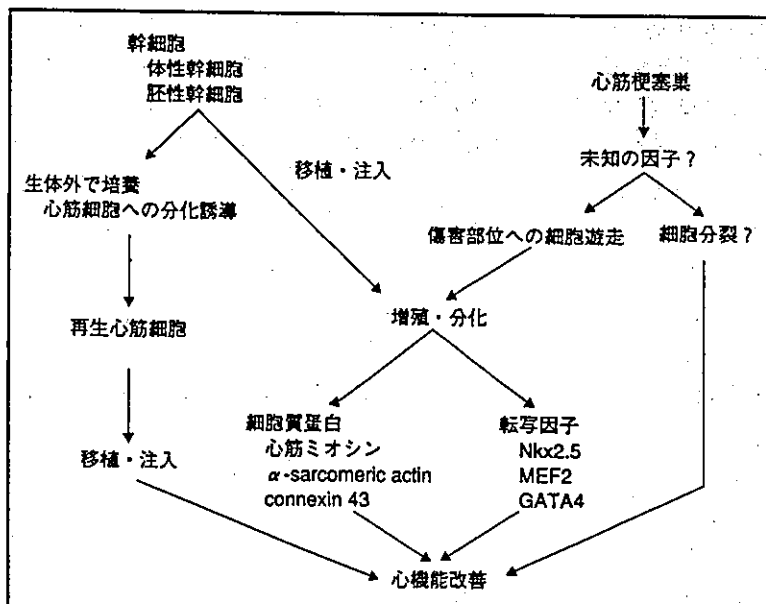 幹細胞
体性幹細胞
胚性幹細胞
心筋梗塞巣
移植・注入
未知の因子？
生体外で培養
心筋細胞への分化誘導
傷害部位への細胞遊走
細胞分裂？
再生心筋細胞
増殖・分化
細胞質蛋白
心筋ミオシン
α-sarcomeric actin
connexin 43
転写因子
Nkx2.5
MEF2
GATA4
移植・注入
心機能改善